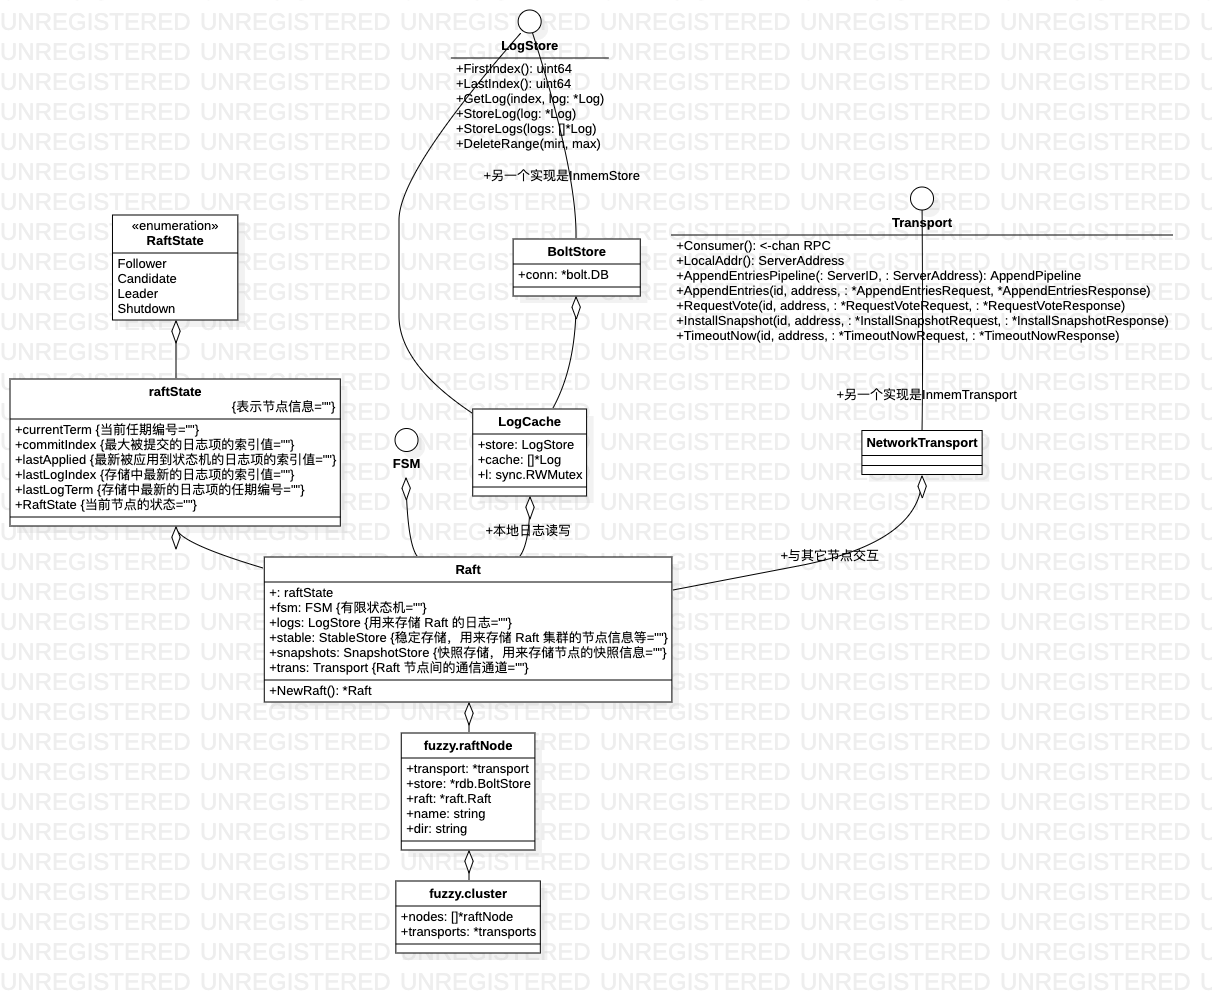 LogStore
+FirstIndex(): uint64
+LastIndex(): uint64
+GetLog(index, log: *Log)
+StoreLog(log: *Log)
+StoreLogs(logs: []*Log)
+DeleteRange(min, max)
+另一个实现是InmemStore
Transport
+Consumer(): <-chan RPC
+LocalAddr(): ServerAddress
+AppendEntriesPipeline(: ServerID, : ServerAddress): AppendPipeline
+AppendEntries(id, address, : *AppendEntriesRequest, *AppendEntriesResponse)
+RequestVote(id, address, : *RequestVoteRequest, : *RequestVoteResponse)
+InstallSnapshot(id, address, : *InstallSnapshotRequest, : *InstallSnapshotResponse)
+TimeoutNow(id, address, : *TimeoutNowRequest, : *TimeoutNowResponse)
+另一个实现是InmemTransport
«enumeration»
RaftState
Follower
Candidate
Leader
Shutdown
BoltStore
+conn: *bolt.DB
raftState
{表示节点信息=""}
+currentTerm {当前任期编号=""}
+commitIndex {最大被提交的日志项的索引值=""}
+lastApplied {最新被应用到状态机的日志项的索引值=""}
+lastLogIndex {存储中最新的日志项的索引值=""}
+lastLogTerm {存储中最新的日志项的任期编号=""}
+RaftState {当前节点的状态=""}
FSM
LogCache
+store: LogStore
+cache: []*Log
+l: sync.RWMutex
+本地日志读写
NetworkTransport
+与其它节点交互
Raft
+: raftState
+fsm: FSM {有限状态机=""}
+logs: LogStore {用来存储 Raft 的日志=""}
+stable: StableStore {稳定存储，用来存储 Raft 集群的节点信息等=""}
+snapshots: SnapshotStore {快照存储，用来存储节点的快照信息=""}
+trans: Transport {Raft 节点间的通信通道=""}
+NewRaft(): *Raft
fuzzy.raftNode
+transport: *transport
+store: *rdb.BoltStore
+raft: *raft.Raft
+name: string
+dir: string
fuzzy.cluster
+nodes: []*raftNode
+transports: *transports
UNREGISTERED